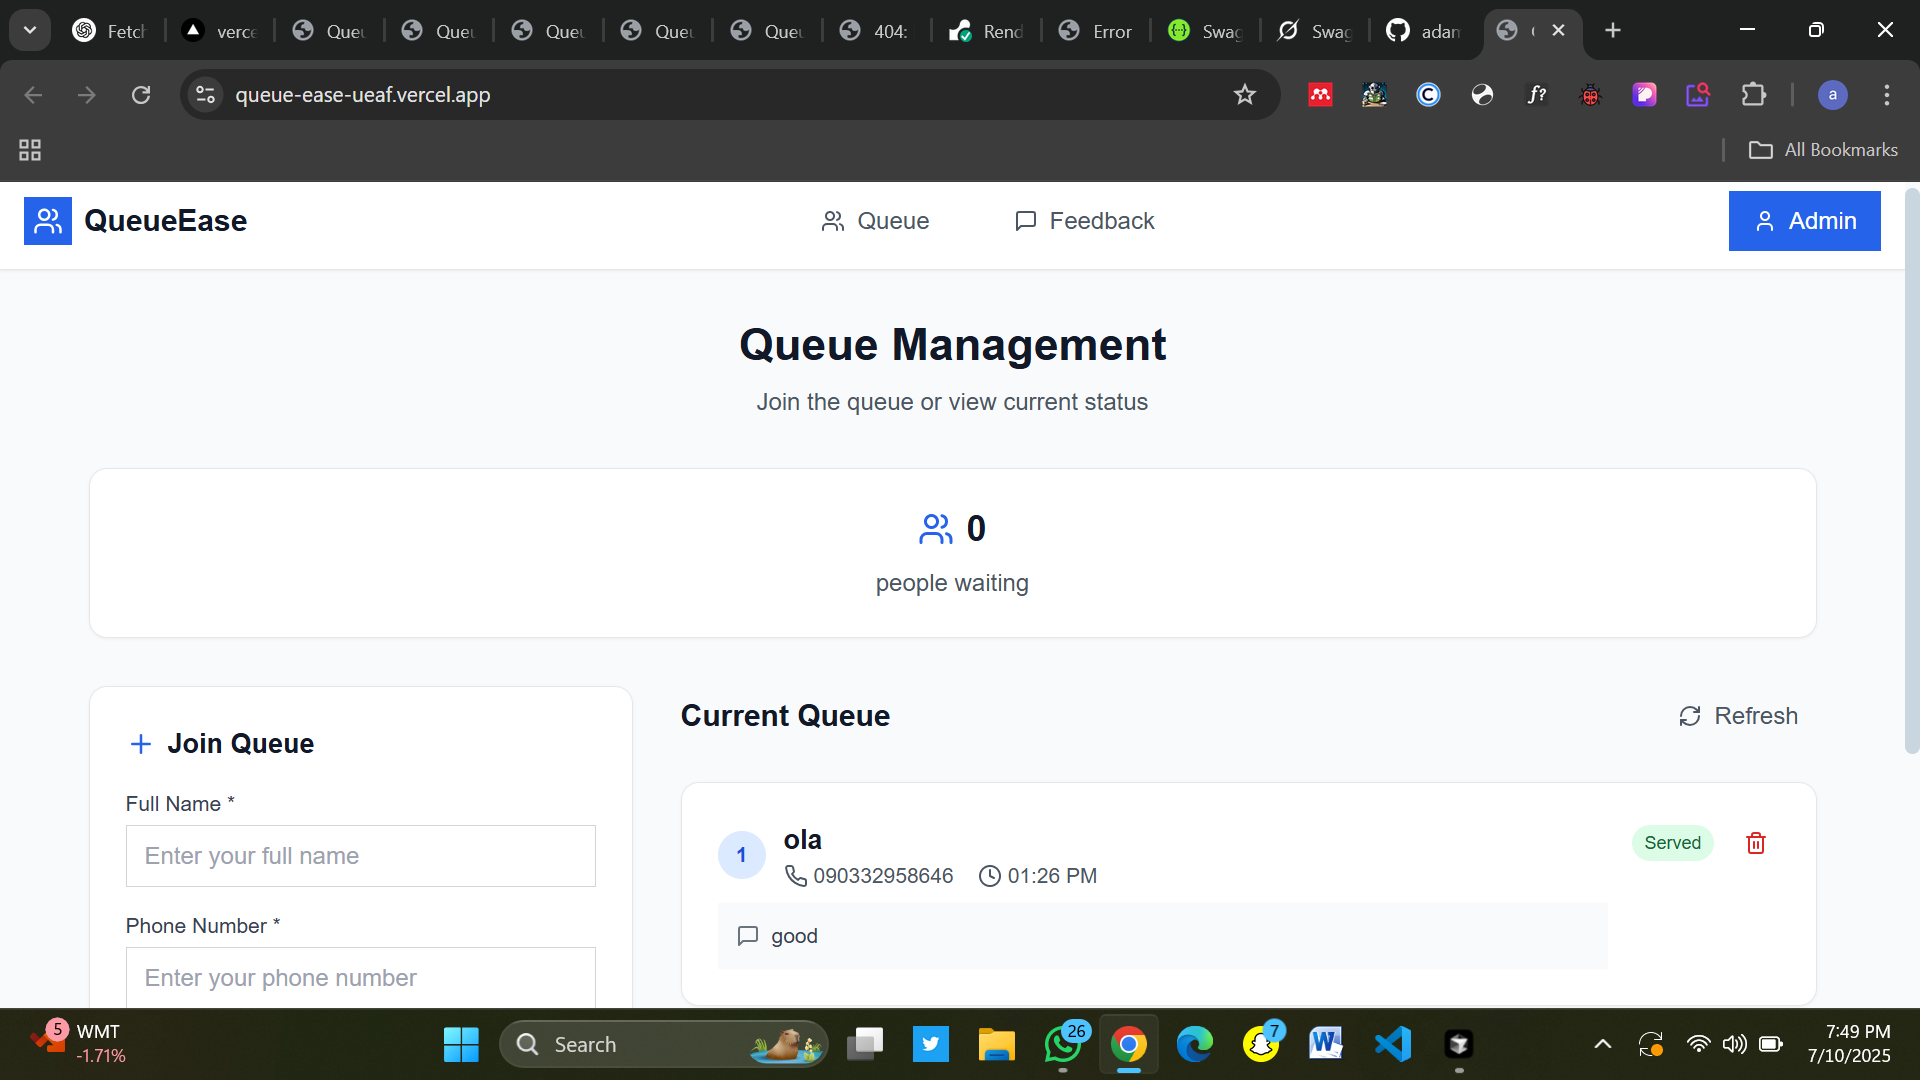 Fetch
verce
Queu
Queu
Queu
Queu
Queu
404:
Rend
Error
Swag
Swag
adam
queue-ease-ueaf.vercel.app
f?
a
All Bookmarks
QueueEase
Queue
Feedback
Admin
Queue Management
Join the queue or view current status
0
people waiting
Join Queue
Full Name *
Enter your full name
Phone Number *
Enter your phone number
Current Queue
Refresh
1
ola
090332958646
01:26 PM
Served
good
5
WMT
-1.71%
Search
26
7
7:49 PM
7/10/2025